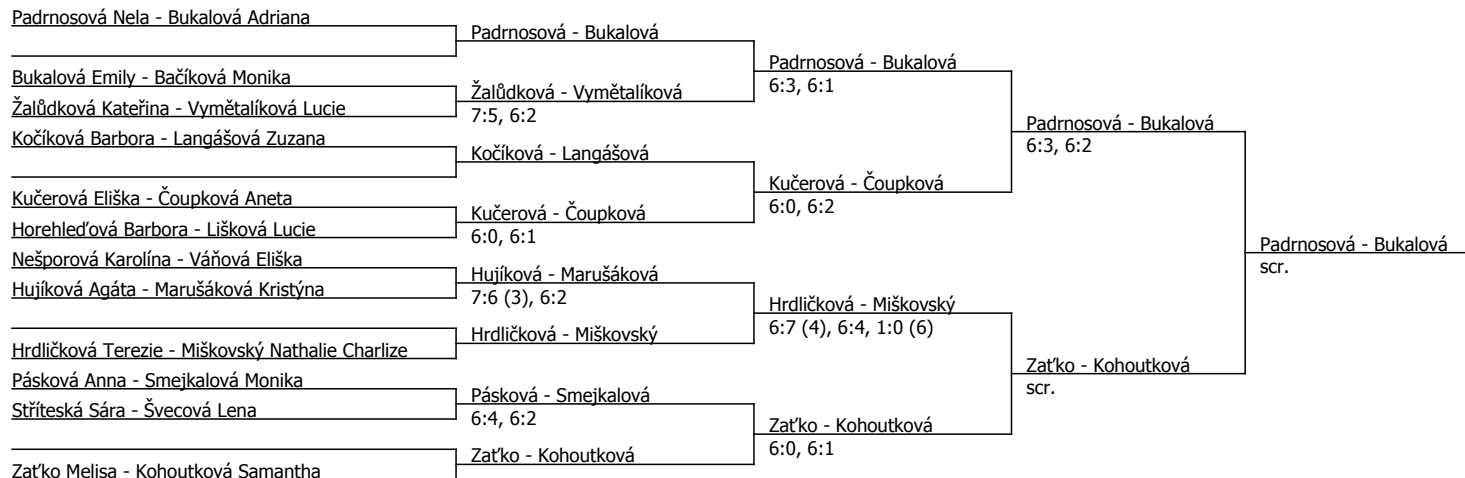 Padrnosová Nela - Bukalová Adriana
Padrnosová - Bukalová
Bukalová Emily - Bačíková Monika
Padrnosová - Bukalová
6:3, 6:1
Žalůdková Kateřina - Vymětalíková Lucie
Žalůdková - Vymětalíková
7:5, 6:2
Kočíková Barbora - Langášová Zuzana
Padrnosová - Bukalová
6:3, 6:2
Kočíková - Langášová
Kučerová Eliška - Čoupková Aneta
Kučerová - Čoupková
6:0, 6:2
Horehleďová Barbora - Lišková Lucie
Kučerová - Čoupková
6:0, 6:1
Nešporová Karolína - Váňová Eliška
Padrnosová - Bukalová
scr.
Hujíková Agáta - Marušáková Kristýna
Hujíková - Marušáková
7:6 (3), 6:2
Hrdličková - Miškovský
6:7 (4), 6:4, 1:0 (6)
Hrdličková - Miškovský
Hrdličková Terezie - Miškovský Nathalie Charlize
Zaťko - Kohoutková
scr.
Pásková Anna - Smejkalová Monika
Pásková - Smejkalová
6:4, 6:2
Stříteská Sára - Švecová Lena
Zaťko - Kohoutková
6:0, 6:1
Zaťko - Kohoutková
Zaťko Melisa - Kohoutková Samantha